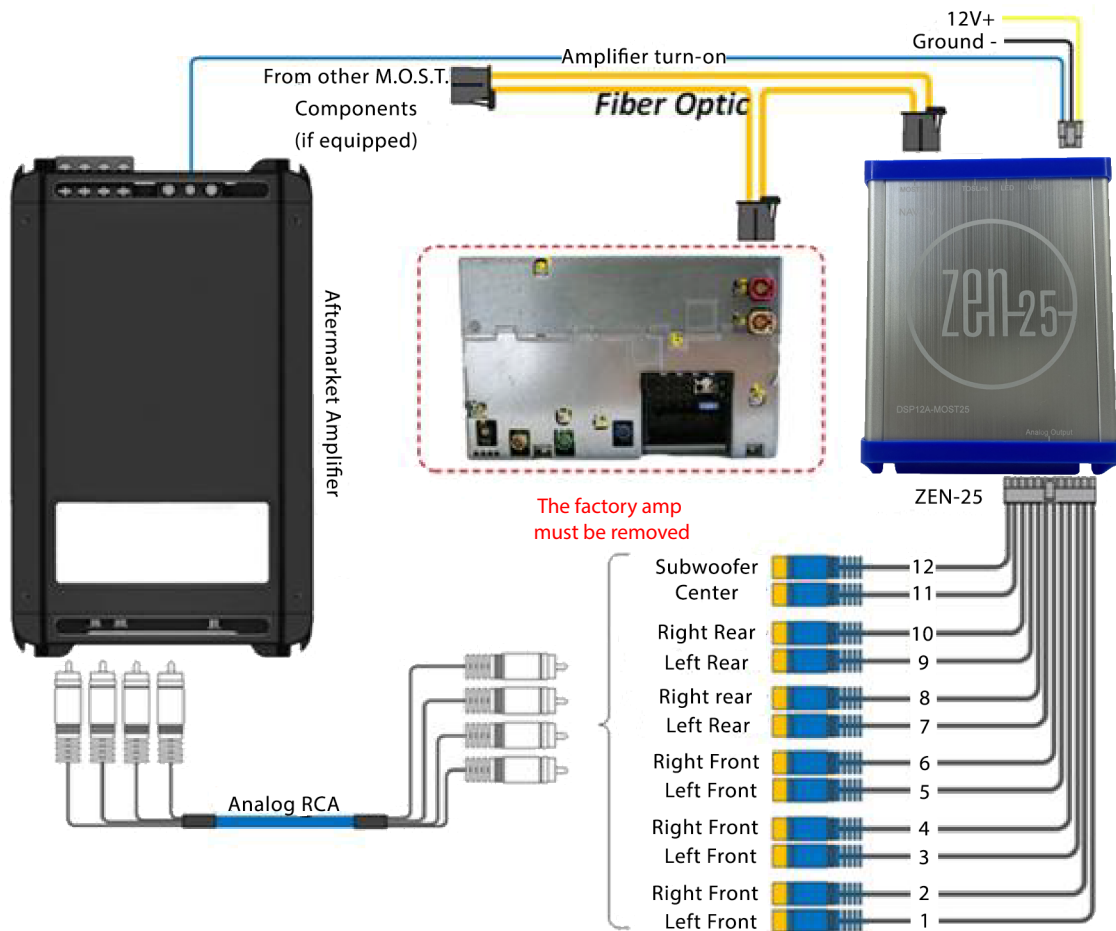 12V+
Ground -
Amplifier turn-on
From other M.O.S.T.
Components
(if equipped)
Fiber Optic
Aftermarket Amplifier
zen-25
DSP12A-MOST25
Analog Output
ZEN-25
The factory amp
must be removed
Subwoofer 12
Center 11
Right Rear 10
Left Rear 9
Right rear 8
Left Rear 7
Right Front 6
Left Front 5
Right Front 4
Left Front 3
Right Front 2
Left Front 1
Analog RCA